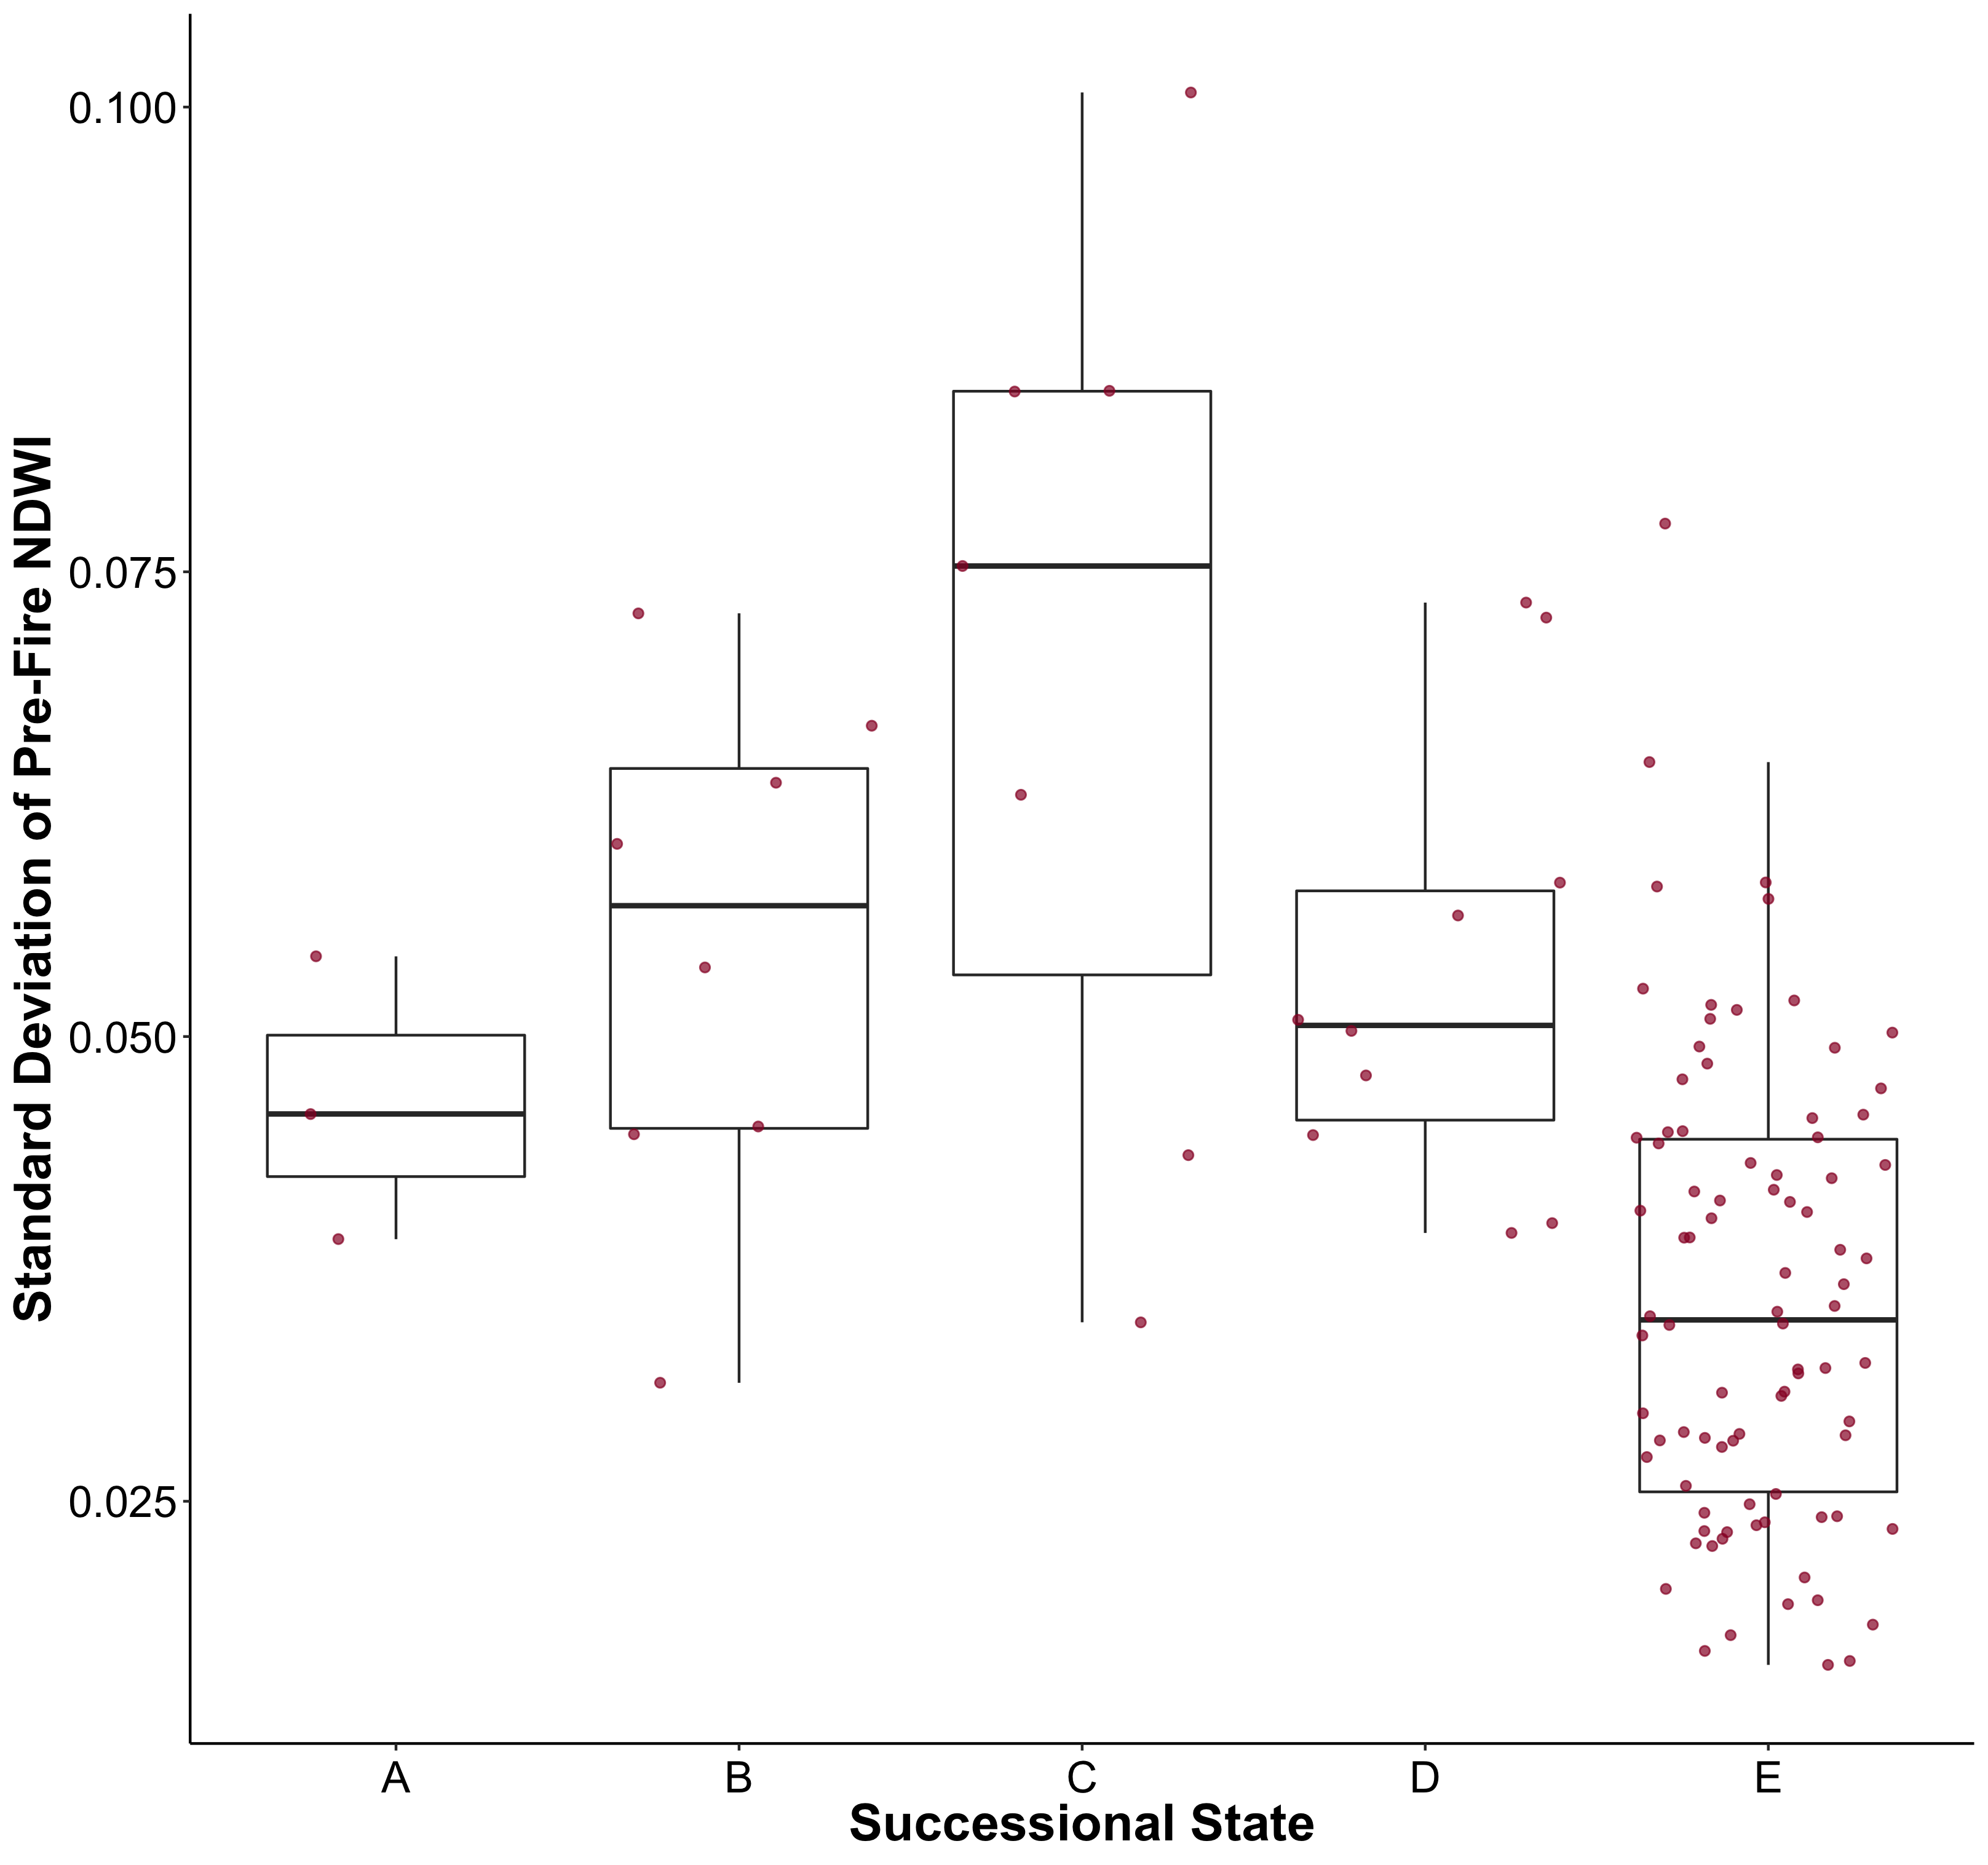 Standard Deviation of Pre-Fire NDWI
0.100
0.075
0.050
0.025
A B C D E
Successional State